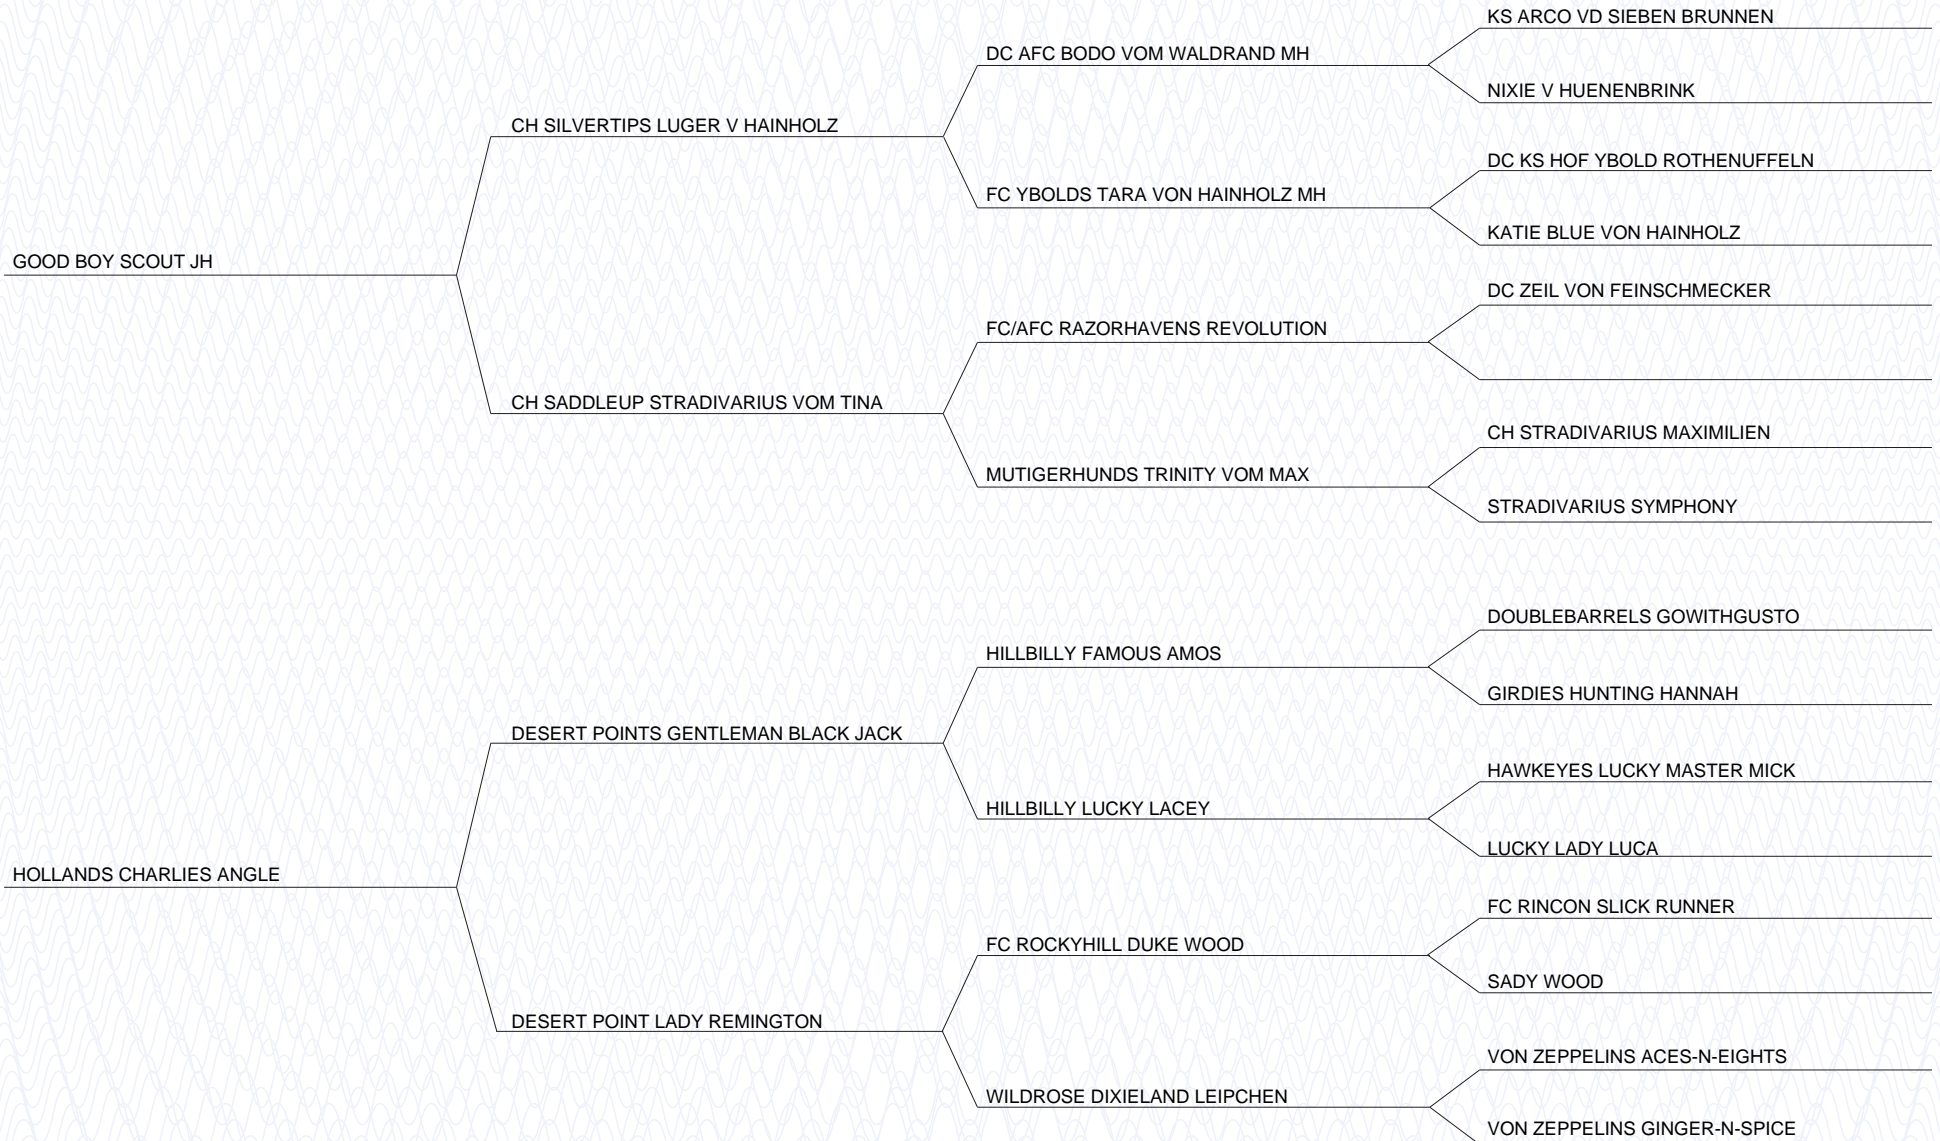 KS ARCO VD SIEBEN BRUNNEN
DC AFC BODO VOM WALDRAND MH
NIXIE V HUENENBRINK
CH SILVERTIPS LUGER V HAINHOLZ
DC KS HOF YBOLD ROTHENUFFELN
FC YBOLDS TARA VON HAINHOLZ MH
KATIE BLUE VON HAINHOLZ
GOOD BOY SCOUT JH
DC ZEIL VON FEINSCHMECKER
FC/AFC RAZORHAVENS REVOLUTION
CH SADDLEUP STRADIVARIUS VOM TINA
CH STRADIVARIUS MAXIMILIEN
MUTIGERHUNDS TRINITY VOM MAX
STRADIVARIUS SYMPHONY
DOUBLEBARRELS GOWITHGUSTO
HILLBILLY FAMOUS AMOS
GIRDIES HUNTING HANNAH
DESERT POINTS GENTLEMAN BLACK JACK
HAWKEYES LUCKY MASTER MICK
HILLBILLY LUCKY LACEY
LUCKY LADY LUCA
HOLLANDS CHARLIES ANGLE
FC RINCON SLICK RUNNER
FC ROCKYHILL DUKE WOOD
SADY WOOD
DESERT POINT LADY REMINGTON
VON ZEPPELINS ACES-N-EIGHTS
WILDROSE DIXIELAND LEIPCHEN
VON ZEPPELINS GINGER-N-SPICE